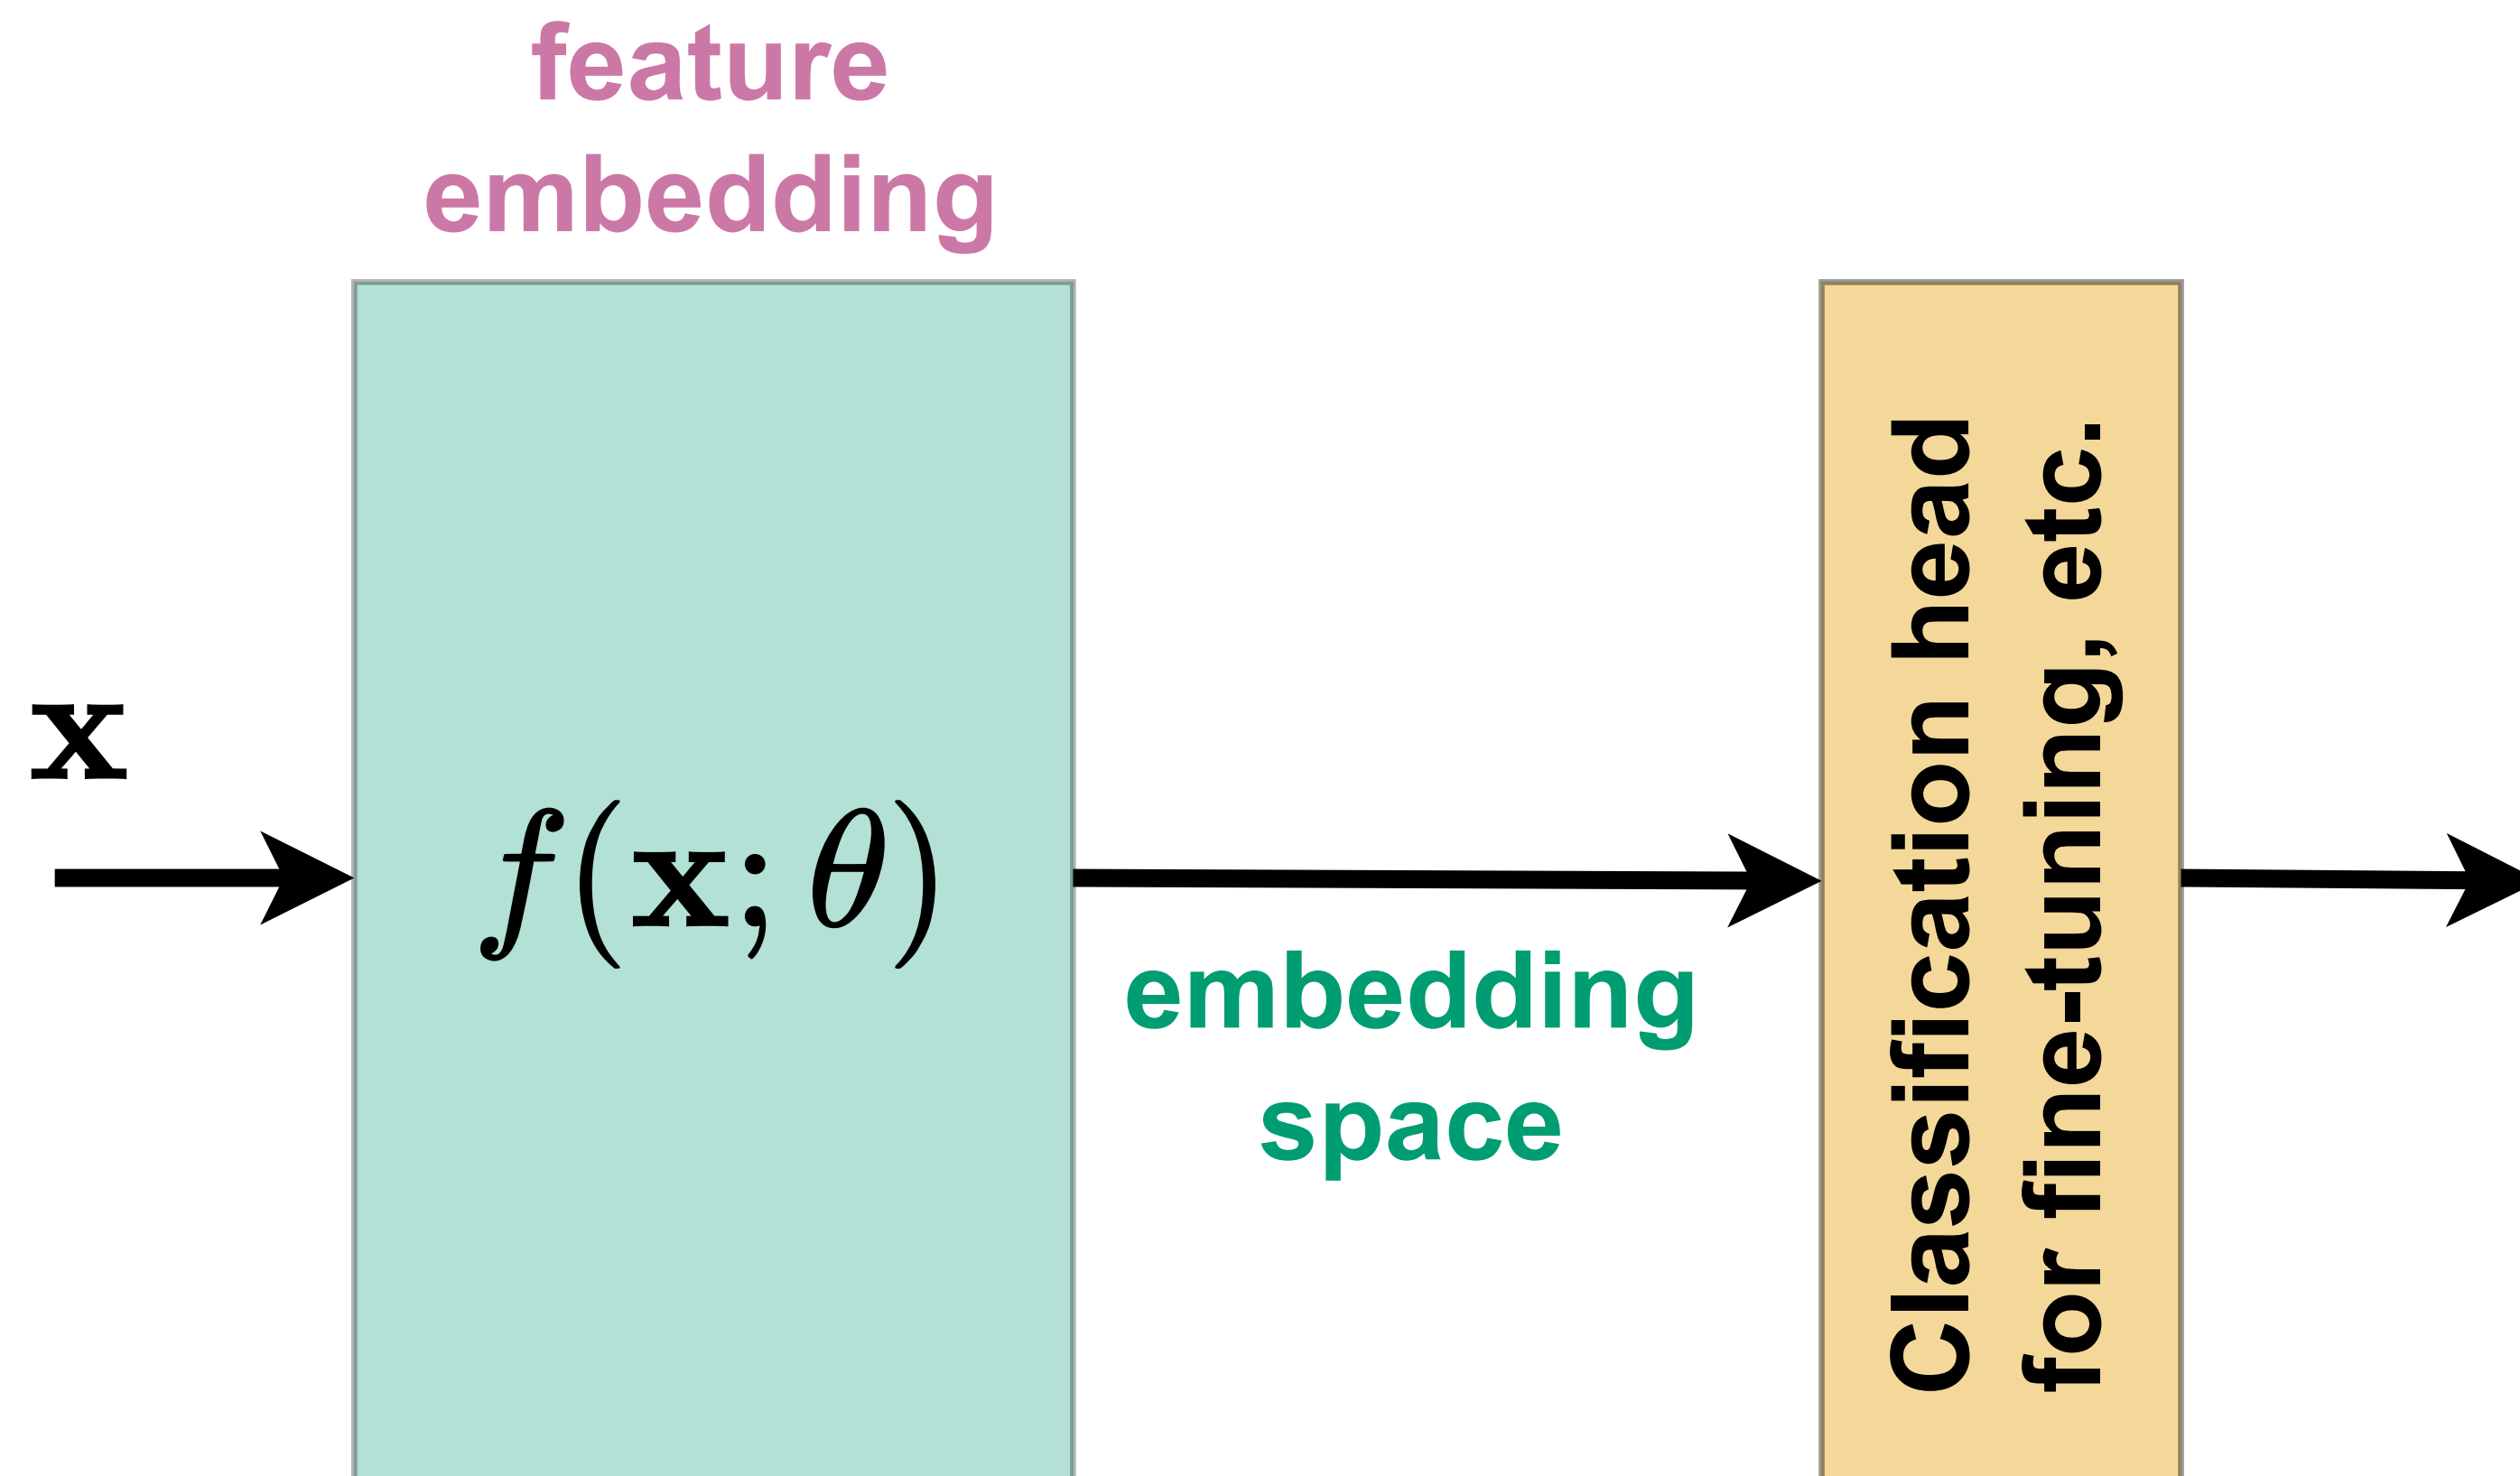 feature
embedding
x
f(x; θ)
embedding
space
Classification head
for fine-tuning, etc.